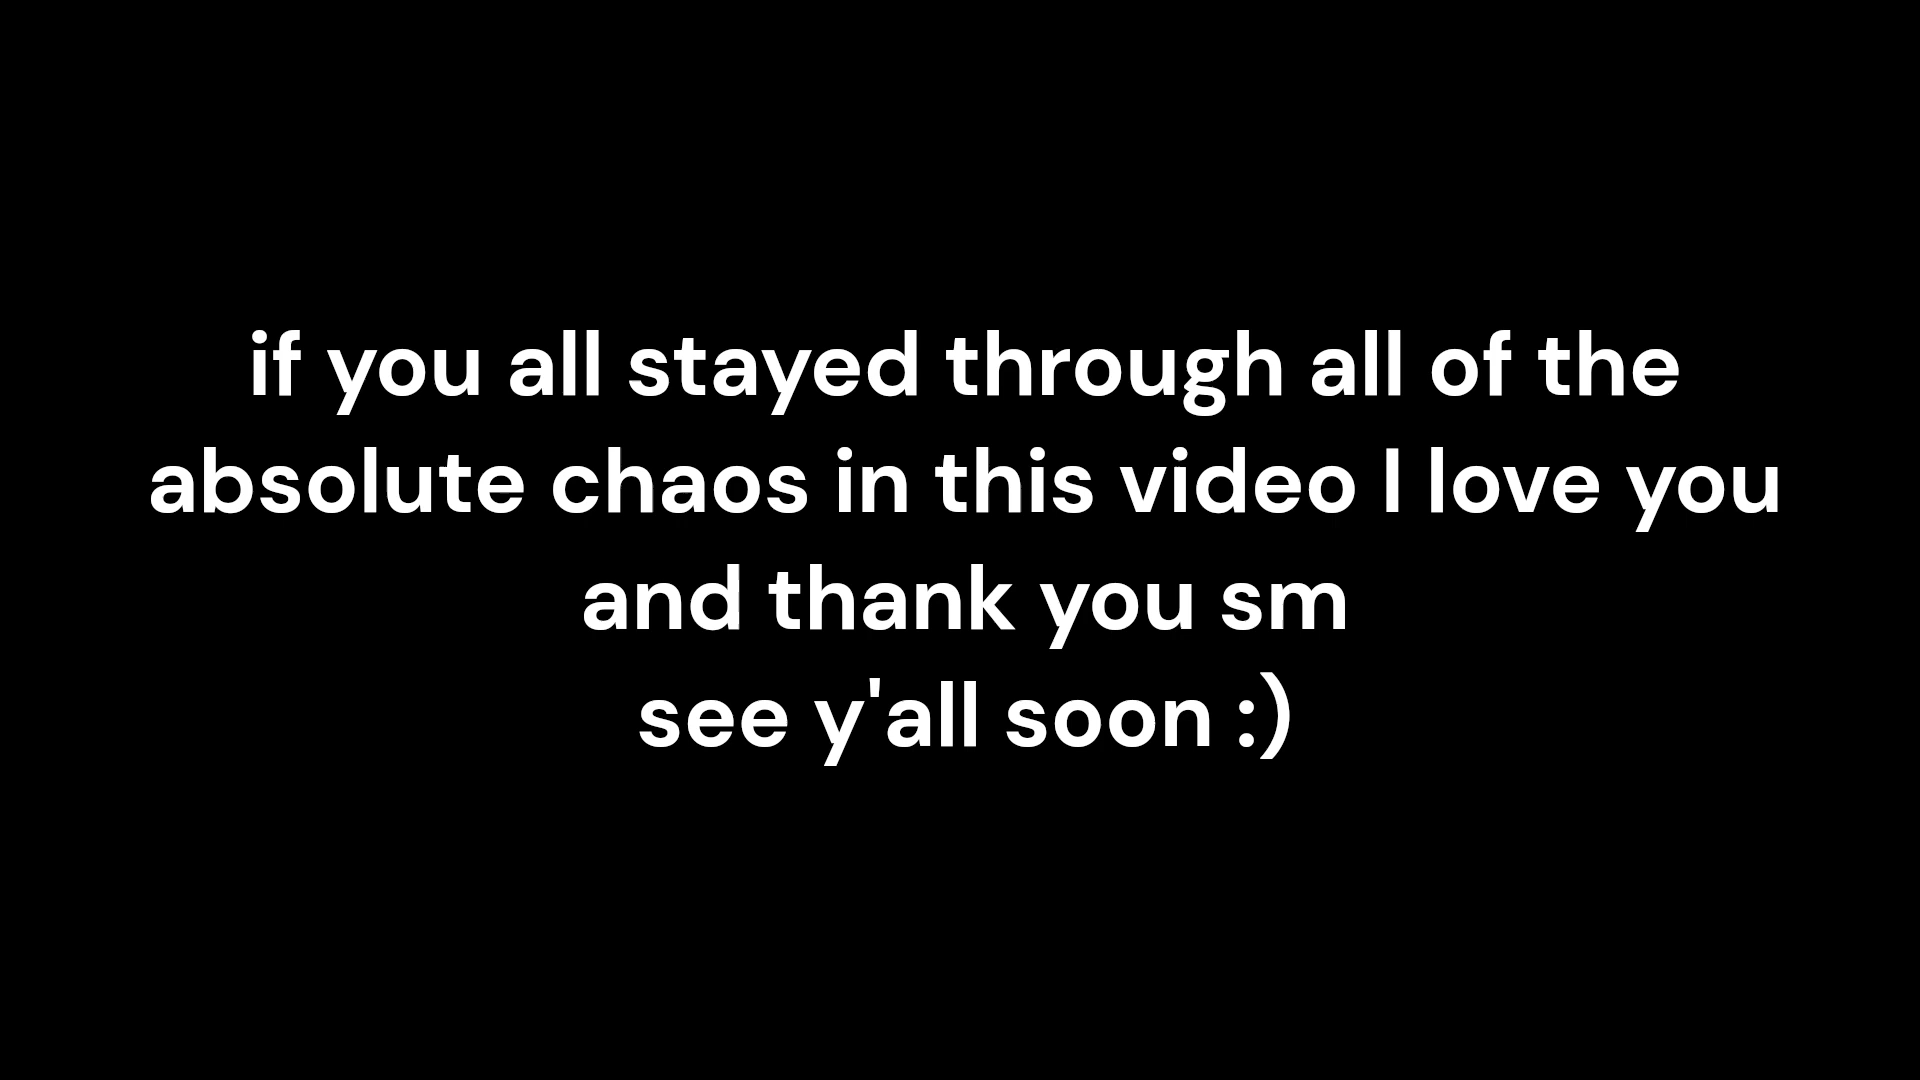 if you all stayed through all of the
absolute chaos in this video I love you
and thank you sm
see y'all soon :)